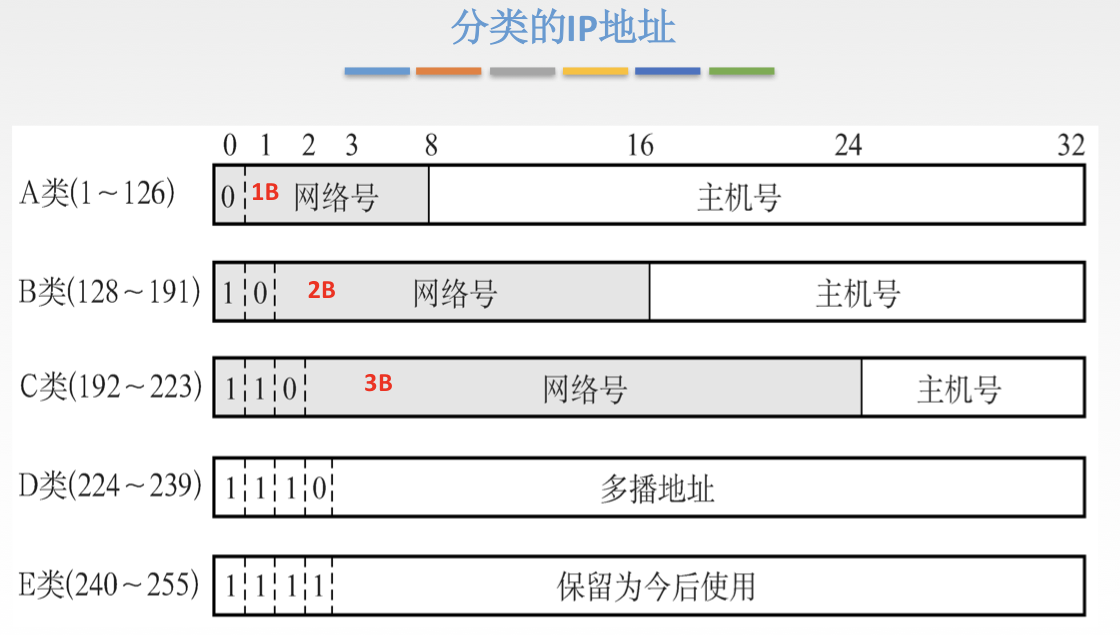 分类的IP地址
0 1 2 3 8 16 24 32
A类(1～126) 0 1B 网络号 主机号
B类(128～191) 1 0 2B 网络号 主机号
C类(192～223) 1 1 0 3B 网络号 主机号
D类(224～239) 1 1 1 0 多播地址
E类(240～255) 1 1 1 1 保留为今后使用